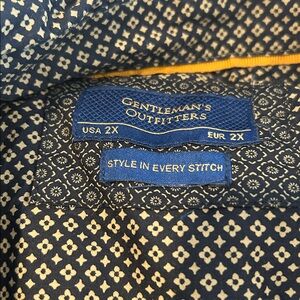 GENTLEMAN'S
OUTFITTERS
USA 2X EUR 2X
STYLE IN EVERY STITCH